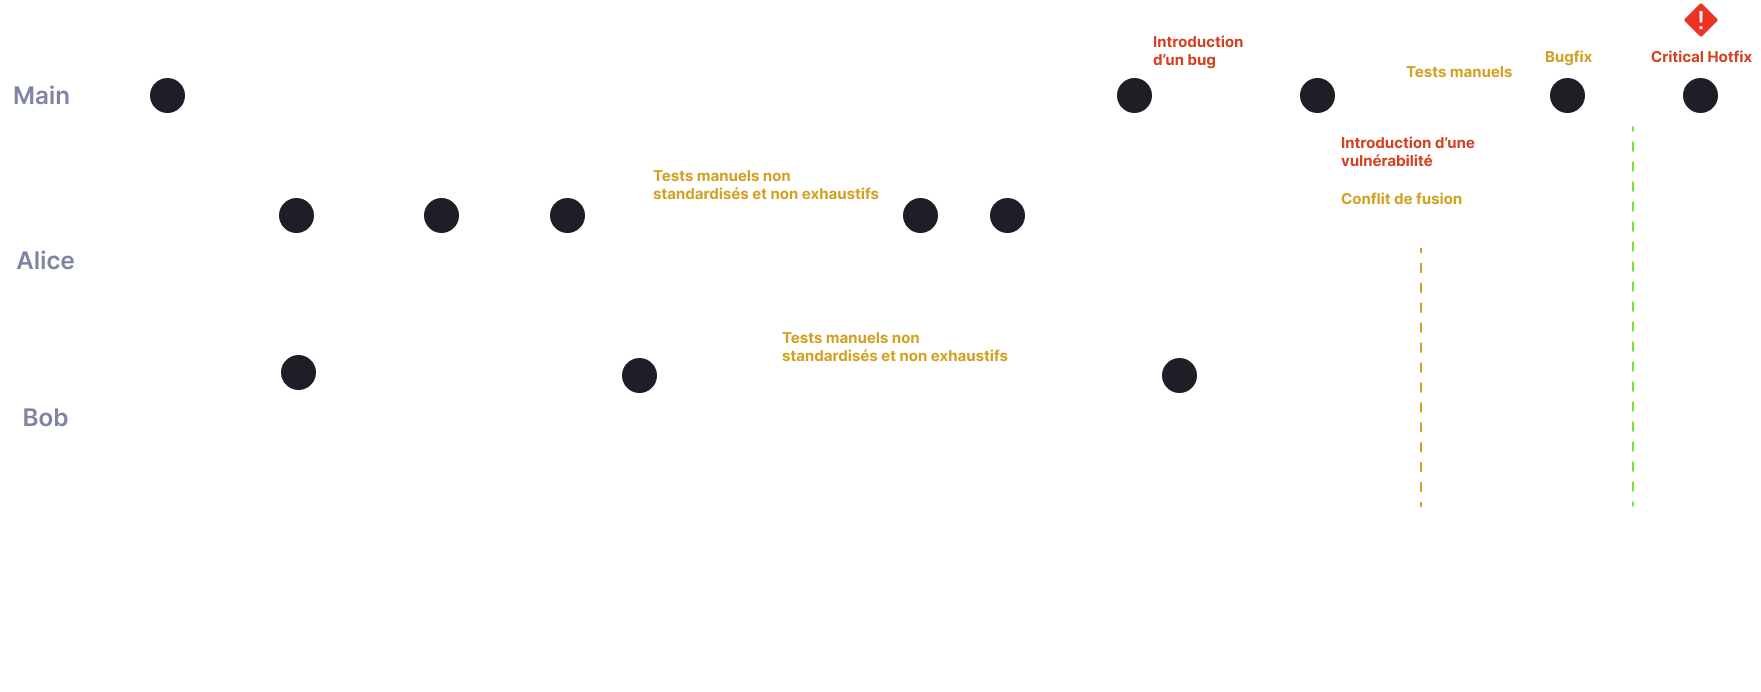 Introduction
d’un bug
Bugfix
Critical Hotfix
Tests manuels
Main
Introduction d’une
vulnérabilité
Tests manuels non
standardisés et non exhaustifs
Conflit de fusion
Alice
Tests manuels non
standardisés et non exhaustifs
Bob